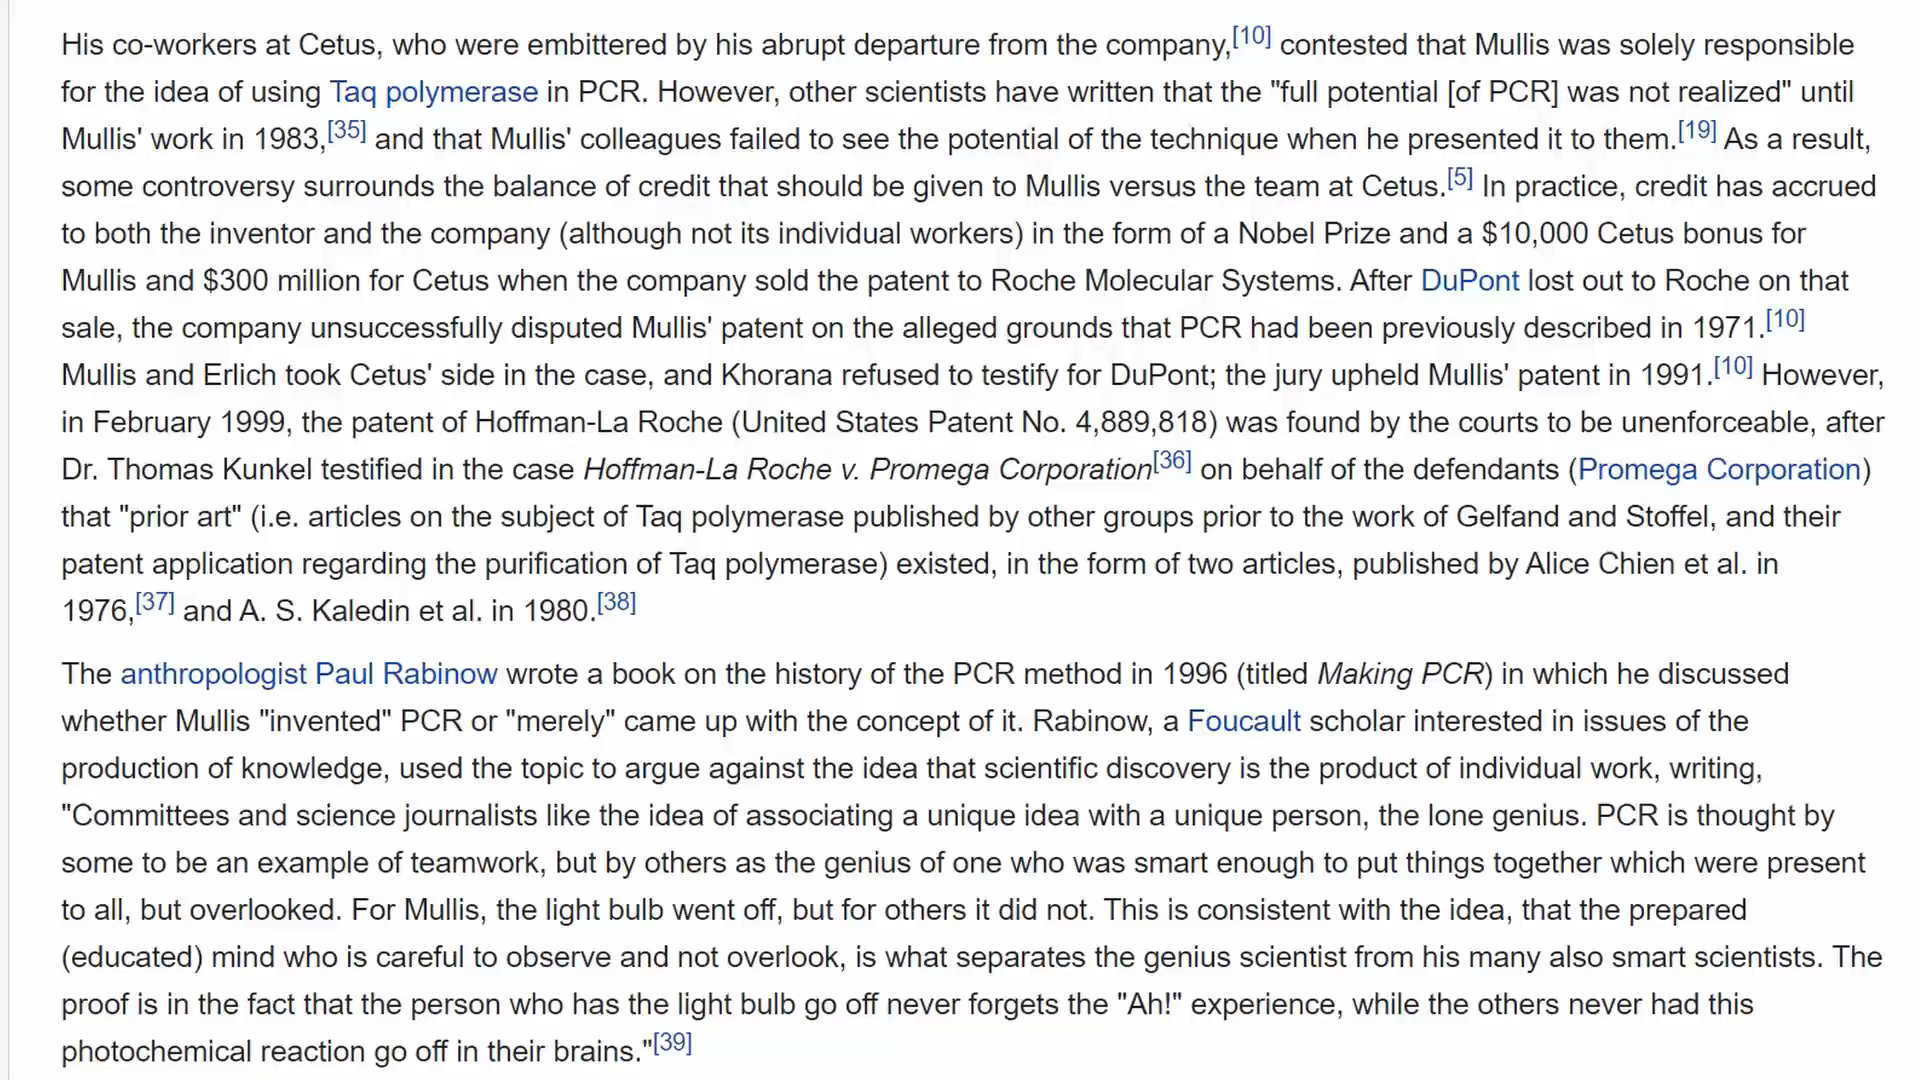 His co-workers at Cetus, who were embittered by his abrupt departure from the company,[10] contested that Mullis was solely responsible
for the idea of using Taq polymerase in PCR. However, other scientists have written that the "full potential [of PCR] was not realized" until
Mullis' work in 1983,[35] and that Mullis' colleagues failed to see the potential of the technique when he presented it to them.[19] As a result,
some controversy surrounds the balance of credit that should be given to Mullis versus the team at Cetus.[5] In practice, credit has accrued
to both the inventor and the company (although not its individual workers) in the form of a Nobel Prize and a $10,000 Cetus bonus for
Mullis and $300 million for Cetus when the company sold the patent to Roche Molecular Systems. After DuPont lost out to Roche on that
sale, the company unsuccessfully disputed Mullis' patent on the alleged grounds that PCR had been previously described in 1971.[10]
Mullis and Erlich took Cetus' side in the case, and Khorana refused to testify for DuPont; the jury upheld Mullis' patent in 1991.[10] However,
in February 1999, the patent of Hoffman-La Roche (United States Patent No. 4,889,818) was found by the courts to be unenforceable, after
Dr. Thomas Kunkel testified in the case Hoffman-La Roche v. Promega Corporation[36] on behalf of the defendants (Promega Corporation)
that "prior art" (i.e. articles on the subject of Taq polymerase published by other groups prior to the work of Gelfand and Stoffel, and their
patent application regarding the purification of Taq polymerase) existed, in the form of two articles, published by Alice Chien et al. in
1976,[37] and A. S. Kaledin et al. in 1980.[38]
The anthropologist Paul Rabinow wrote a book on the history of the PCR method in 1996 (titled Making PCR) in which he discussed
whether Mullis "invented" PCR or "merely" came up with the concept of it. Rabinow, a Foucault scholar interested in issues of the
production of knowledge, used the topic to argue against the idea that scientific discovery is the product of individual work, writing,
"Committees and science journalists like the idea of associating a unique idea with a unique person, the lone genius. PCR is thought by
some to be an example of teamwork, but by others as the genius of one who was smart enough to put things together which were present
to all, but overlooked. For Mullis, the light bulb went off, but for others it did not. This is consistent with the idea, that the prepared
(educated) mind who is careful to observe and not overlook, is what separates the genius scientist from his many also smart scientists. The
proof is in the fact that the person who has the light bulb go off never forgets the "Ah!" experience, while the others never had this
photochemical reaction go off in their brains."[39]